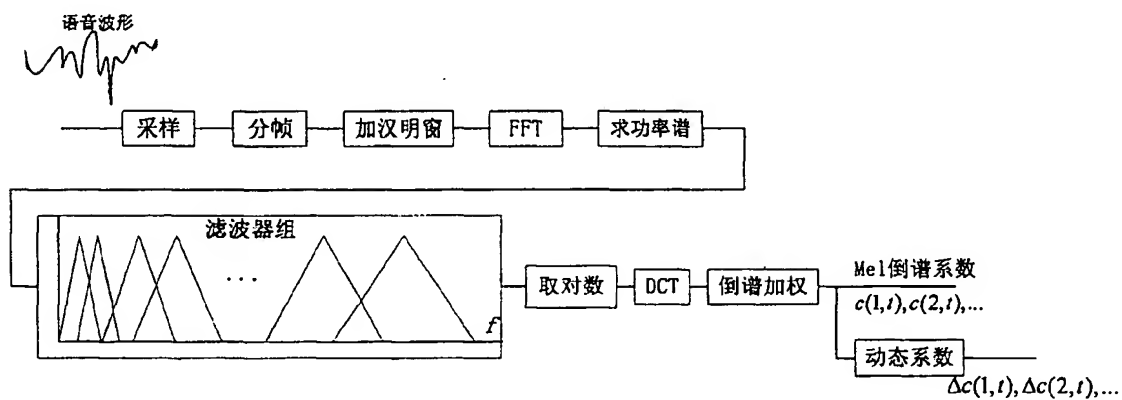 语音波形
采样
分帧
加汉明窗
FFT
求功率谱
滤波器组
...
f
取对数
DCT
倒谱加权
Mel倒谱系数
c(1,t),c(2,t),...
动态系数
Δc(1,t),Δc(2,t),...